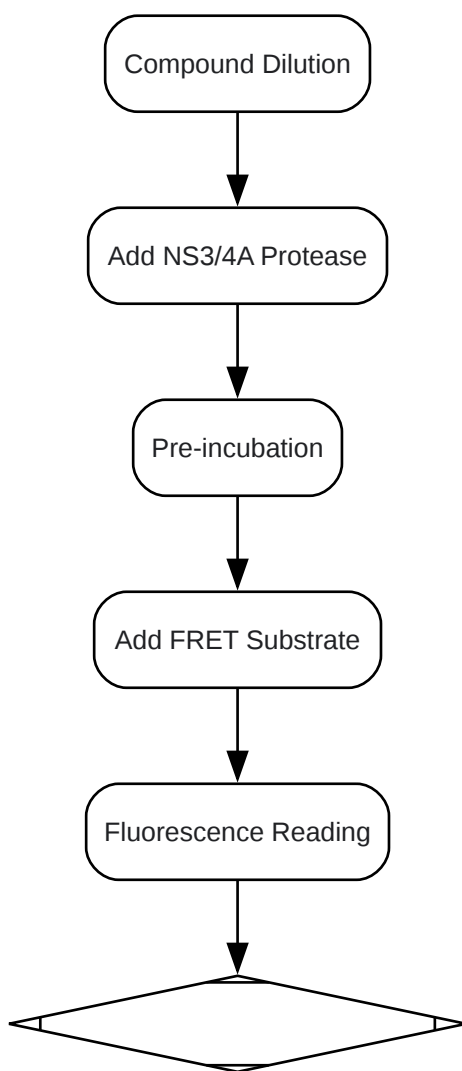 Compound Dilution
Add NS3/4A Protease
Pre-incubation
Add FRET Substrate
Fluorescence Reading